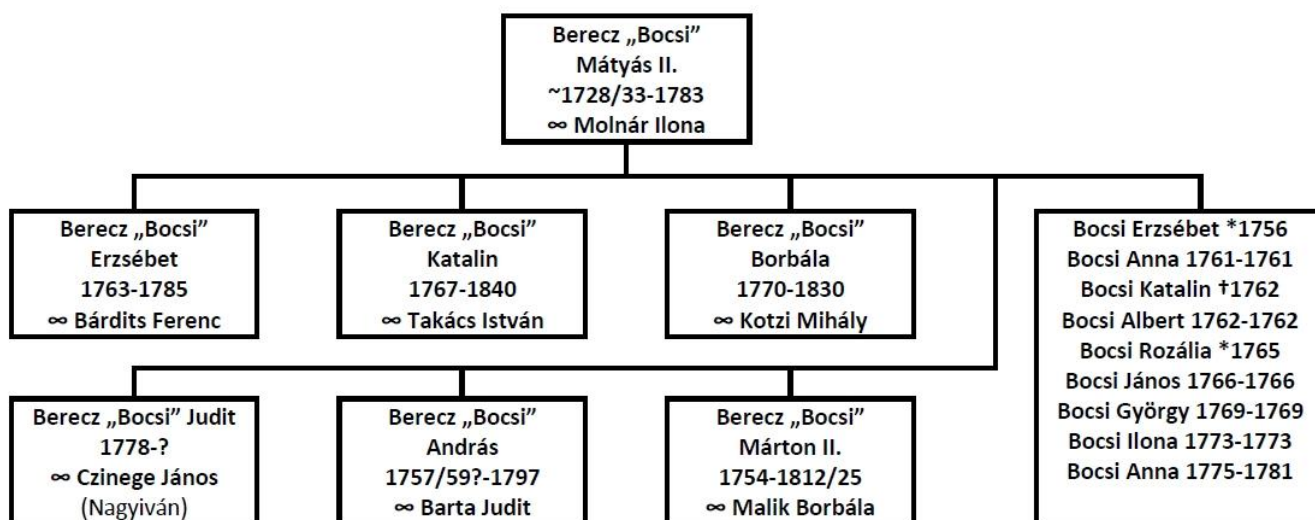 Berecz „Bocsi”
Mátyás II.
~1728/33-1783
∞ Molnár Ilona
Berecz „Bocsi”
Erzsébet
1763-1785
∞ Bárdits Ferenc
Berecz „Bocsi”
Katalin
1767-1840
∞ Takács István
Berecz „Bocsi”
Borbála
1770-1830
∞ Kotzi Mihály
Bocsi Erzsébet *1756
Bocsi Anna 1761-1761
Bocsi Katalin †1762
Bocsi Albert 1762-1762
Bocsi Rozália *1765
Bocsi János 1766-1766
Bocsi György 1769-1769
Bocsi Ilona 1773-1773
Bocsi Anna 1775-1781
Berecz „Bocsi” Judit
1778-?
∞ Czinege János
(Nagyiván)
Berecz „Bocsi”
András
1757/59?-1797
∞ Barta Judit
Berecz „Bocsi”
Márton II.
1754-1812/25
∞ Malik Borbála